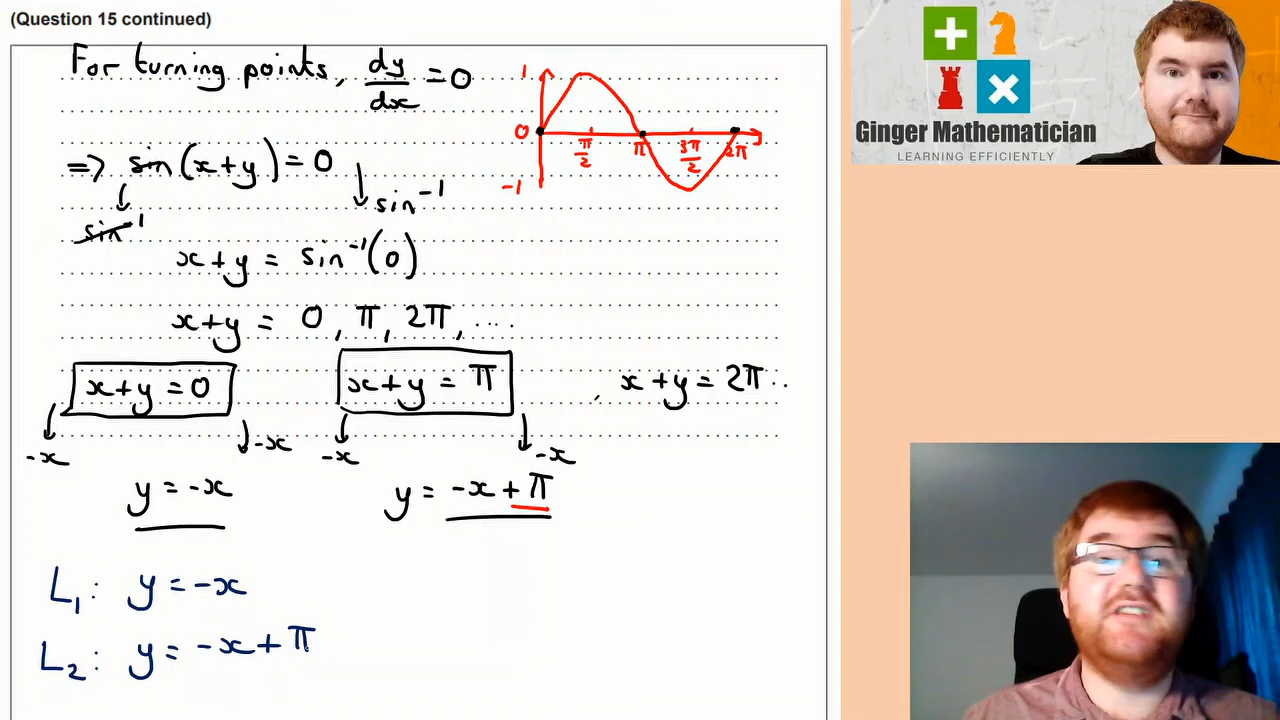 (Question 15 continued)
For turning points, dy/dx = 0
1
0
-1
π/2 π 3π/2 2π
=> sin(x+y) = 0
sin⁻¹
sin⁻¹
x+y = sin⁻¹(0)
x+y = 0, π, 2π, ....
x+y = 0 x+y = π , x+y = 2π..
-x -x -x -x
y = -x y = -x + π
L₁: y = -x
L₂: y = -x + π
Ginger Mathematician
LEARNING EFFICIENTLY